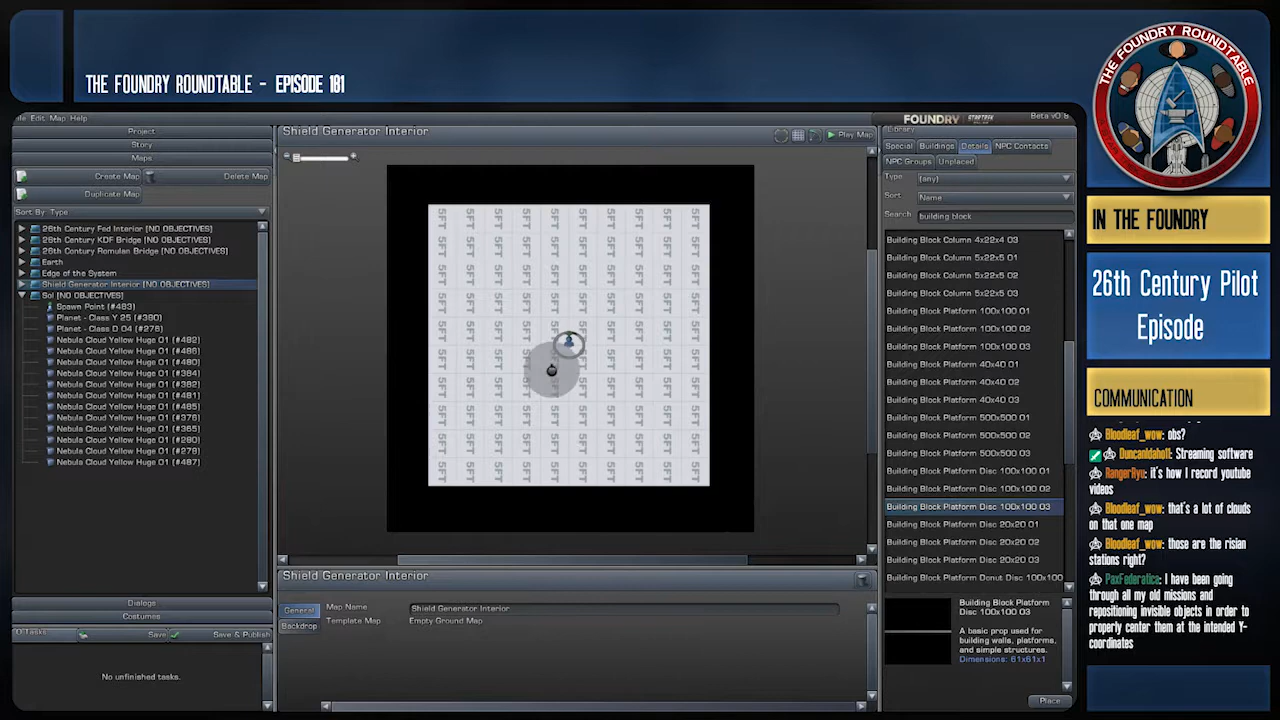 THE FOUNDRY ROUNDTABLE - EPISODE 181
THE FOUNDRY ROUNDTABLE
IN THE FOUNDRY
26th Century Pilot
Episode
COMMUNICATION
Bloodleaf_wow: obs?
DuncanIdaho11: Streaming software
RangerRyu: it's how I record youtube
videos
Bloodleaf_wow: that's a lot of clouds
on that one map
Bloodleaf_wow: those are the risian
stations right?
PaxFederatica: I have been going
through all my old missions and
repositioning invisible objects in order to
properly center them at the intended Y-
coordinates
Edit Map Help
Project
Story
Maps
Create Map
Delete Map
Duplicate Map
Sort By Type
26th Century Fed Interior [NO OBJECTIVES]
26th Century KDF Bridge [NO OBJECTIVES]
26th Century Romulan Bridge [NO OBJECTIVES]
Earth
Edge of the System
Shield Generator Interior [NO OBJECTIVES]
Sol [NO OBJECTIVES]
Spawn Point (#483)
Planet - Class Y 25 (#380)
Planet - Class D 04 (#276)
Nebula Cloud Yellow Huge 01 (#482)
Nebula Cloud Yellow Huge 01 (#486)
Nebula Cloud Yellow Huge 01 (#480)
Nebula Cloud Yellow Huge 01 (#384)
Nebula Cloud Yellow Huge 01 (#382)
Nebula Cloud Yellow Huge 01 (#481)
Nebula Cloud Yellow Huge 01 (#485)
Nebula Cloud Yellow Huge 01 (#376)
Nebula Cloud Yellow Huge 01 (#365)
Nebula Cloud Yellow Huge 01 (#280)
Nebula Cloud Yellow Huge 01 (#279)
Nebula Cloud Yellow Huge 01 (#487)
Dialogs
Costumes
Save
Save & Publish
No unfinished tasks.
Shield Generator Interior
Play Map
5FT
Shield Generator Interior
General
Backdrop
Map Name
Shield Generator Interior
Template Map
Empty Ground Map
FOUNDRY
STAR TREK
Library
Special
Buildings
Details
NPC Contacts
NPC Groups
Unplaced
Type
(any)
Sort
Name
Search
building block
Building Block Column 4x22x4 03
Building Block Column 5x22x5 01
Building Block Column 5x22x5 02
Building Block Column 5x22x5 03
Building Block Platform 100x100 01
Building Block Platform 100x100 02
Building Block Platform 100x100 03
Building Block Platform 40x40 01
Building Block Platform 40x40 02
Building Block Platform 40x40 03
Building Block Platform 500x500 01
Building Block Platform 500x500 02
Building Block Platform 500x500 03
Building Block Platform Disc 100x100 01
Building Block Platform Disc 100x100 02
Building Block Platform Disc 100x100 03
Building Block Platform Disc 20x20 01
Building Block Platform Disc 20x20 02
Building Block Platform Disc 20x20 03
Building Block Platform Donut Disc 100x100
Building Block Platform
Disc 100x100 03
A basic prop used for
building walls, platforms,
and simple structures.
Dimensions: 61x61x1
Place